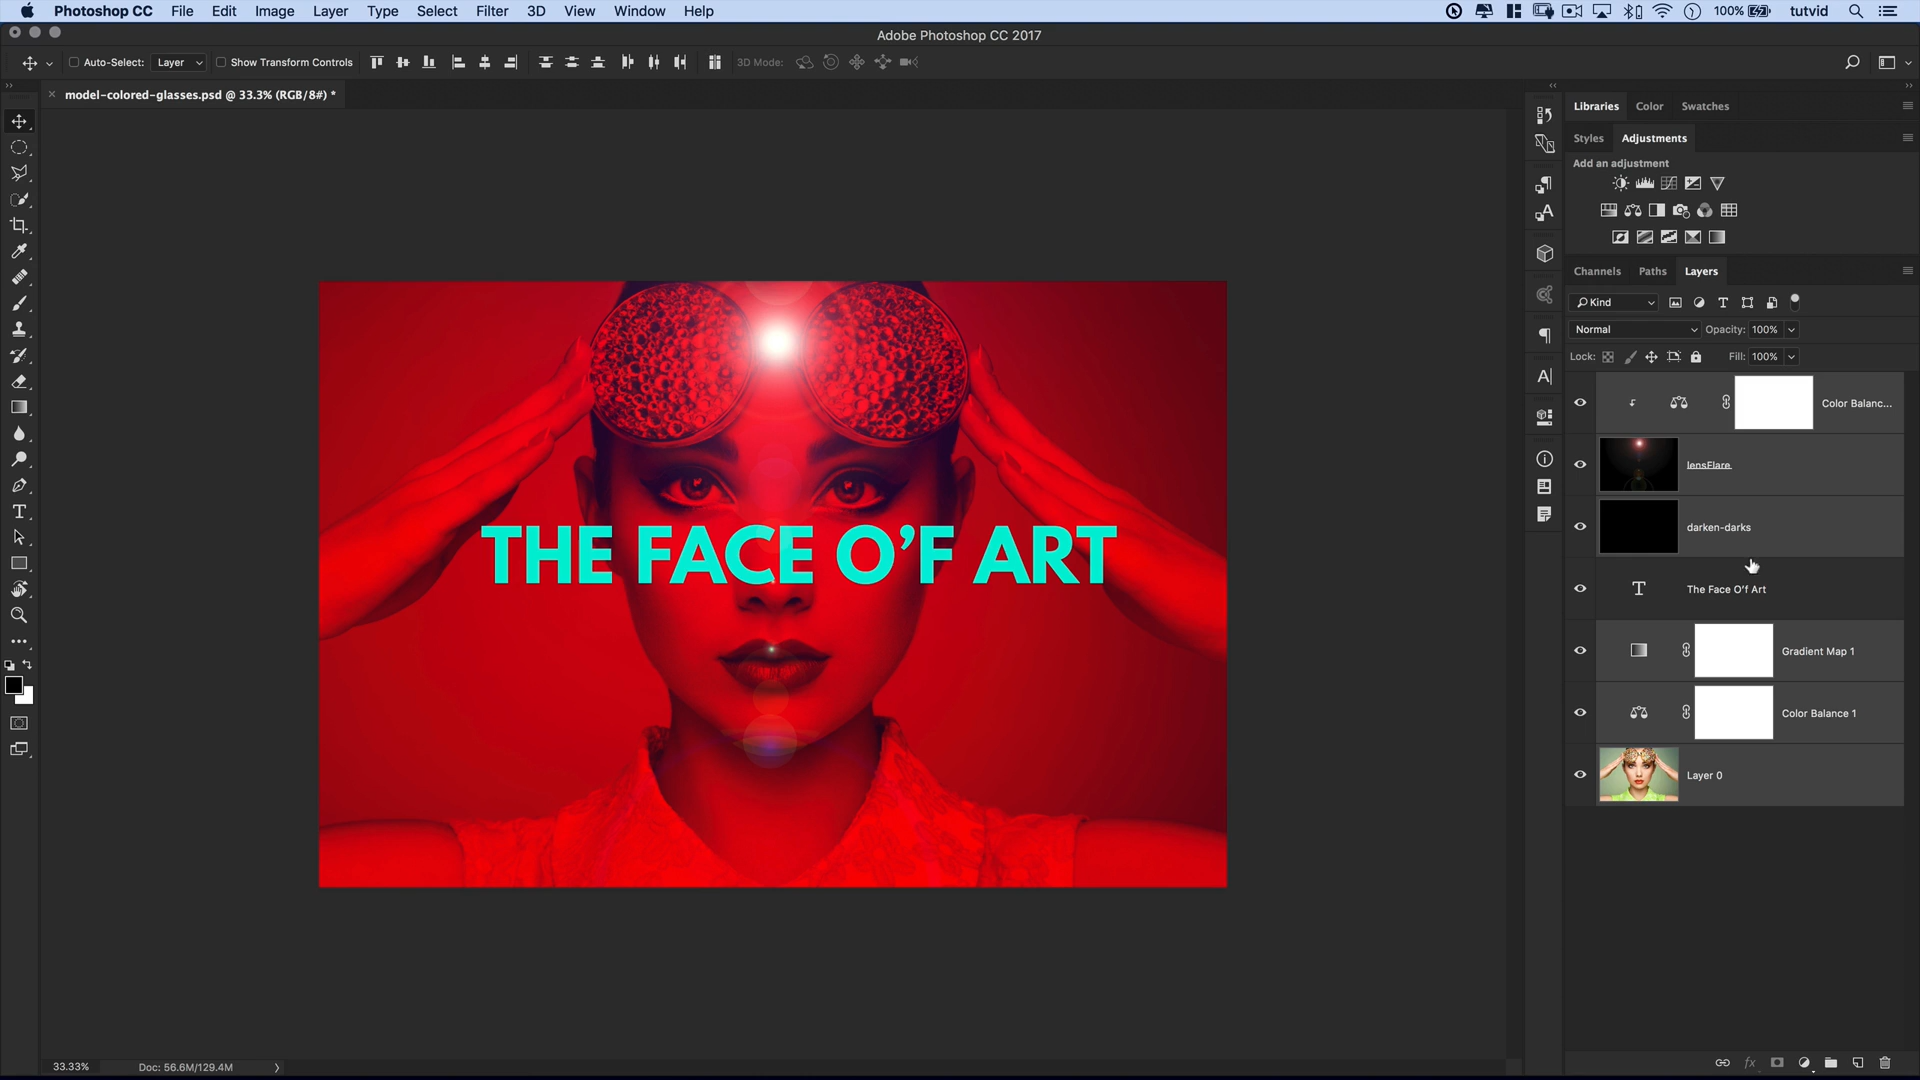 Photoshop CC File Edit Image Layer Type Select Filter 3D View Window Help 100% tutvid
Adobe Photoshop CC 2017
Auto-Select: Layer Show Transform Controls 3D Mode:
× model-colored-glasses.psd @ 33.3% (RGB/8#) *
Libraries Color Swatches
Styles Adjustments
Add an adjustment
Channels Paths Layers
Kind
Normal Opacity: 100%
Lock: Fill: 100%
Color Balanc...
lensFlare
darken-darks
The Face O'f Art
Gradient Map 1
Color Balance 1
Layer 0
THE FACE O’F ART
33.33% Doc: 56.6M/129.4M